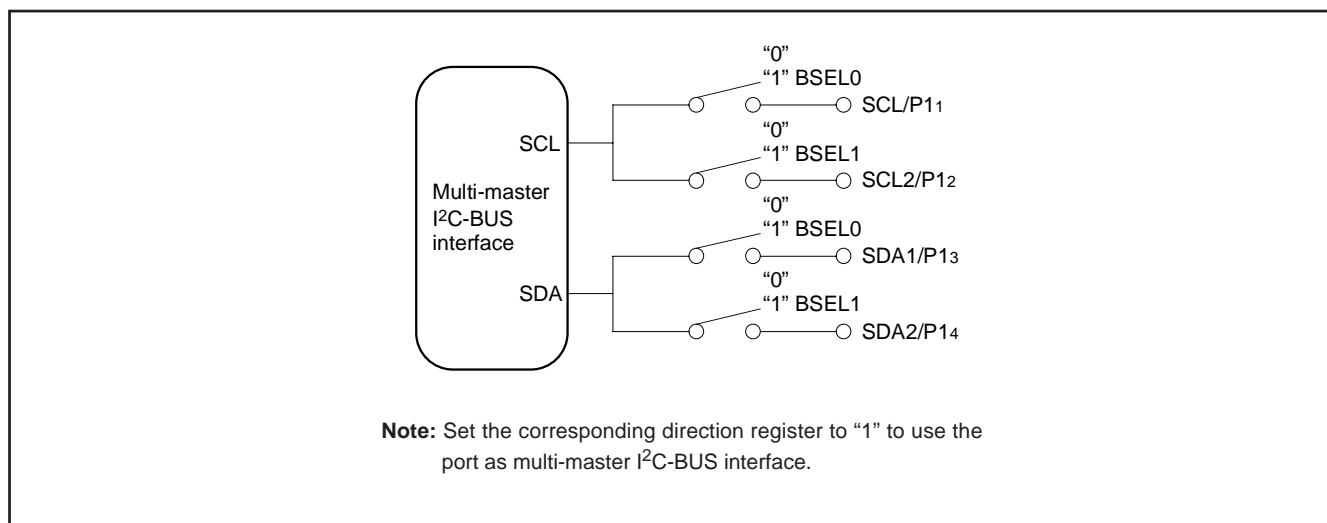 “0”
“1” BSEL0
SCL/P11
“0”
“1” BSEL1
SCL2/P12
“0”
“1” BSEL0
SDA1/P13
“0”
“1” BSEL1
SDA2/P14
SCL
Multi-master
I2C-BUS
interface
SDA
Note: Set the corresponding direction register to “1” to use the
port as multi-master I2C-BUS interface.